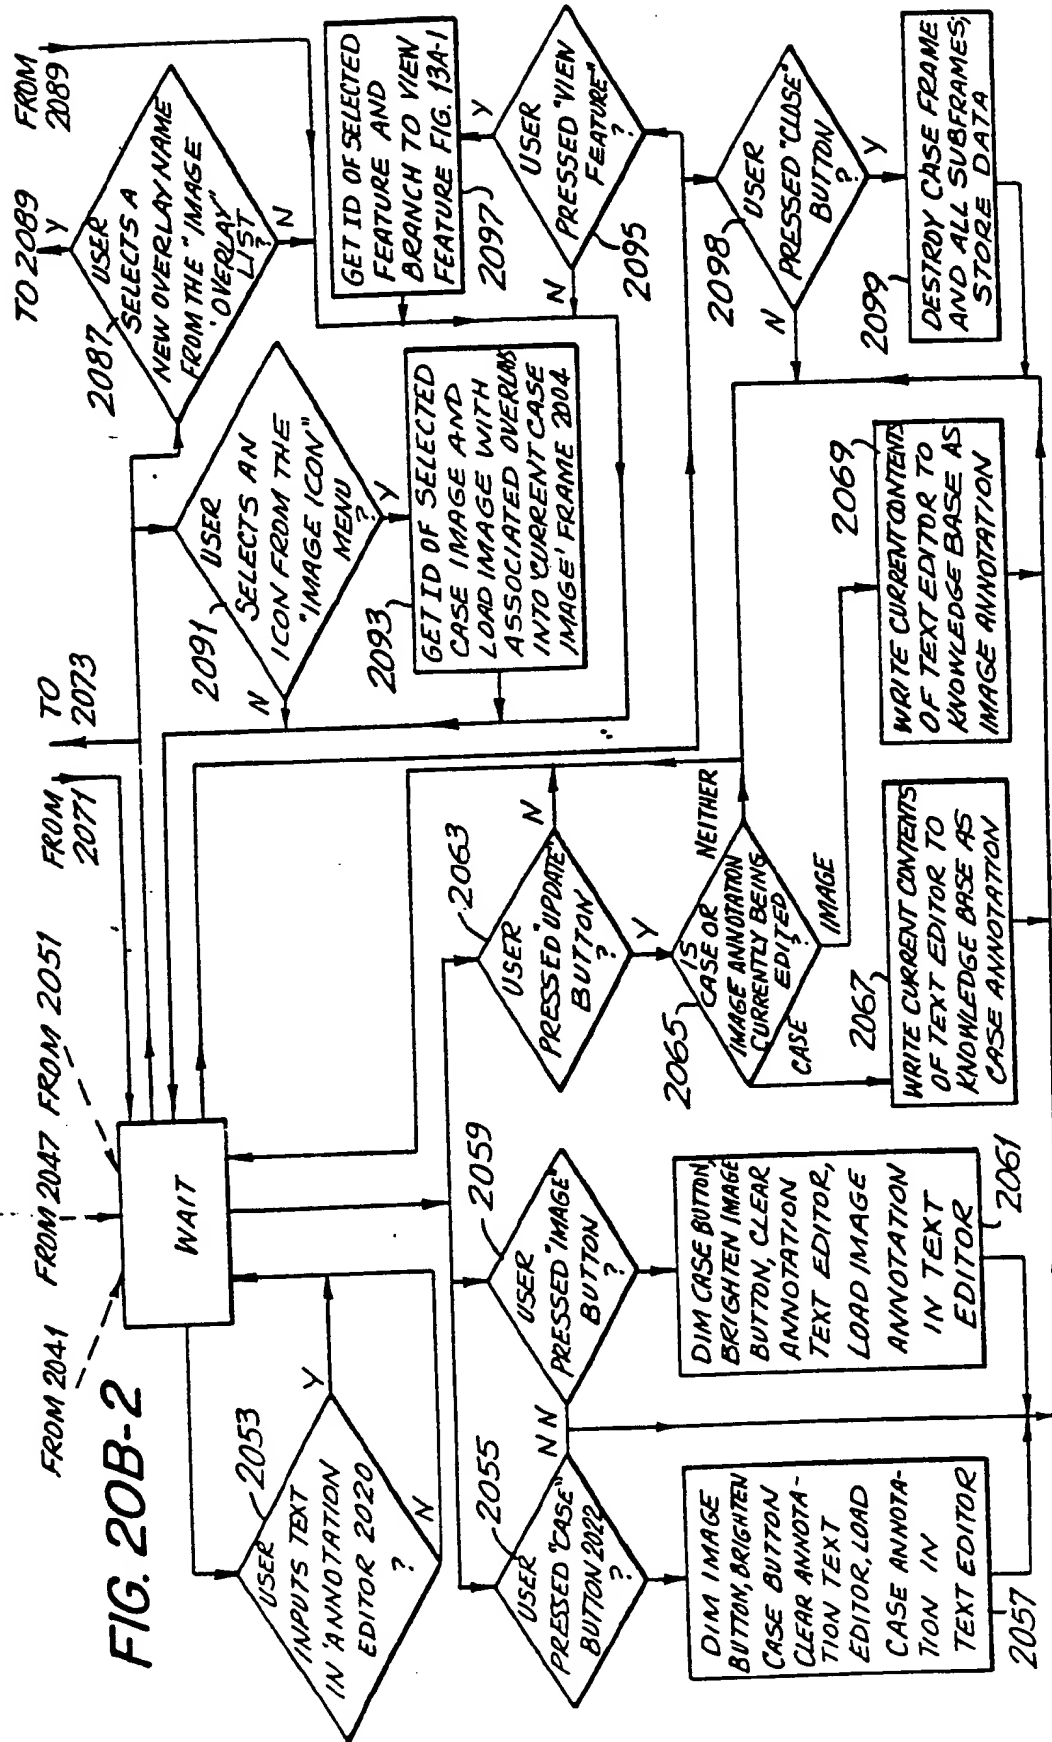 FIG. 20B-2
FROM 2041
FROM 2047
FROM 2051
FROM
2071
TO
2073
TO 2089
FROM
2089
WAIT
2053
USER
INPUTS TEXT
IN 'ANNOTATION
EDITOR 2020
?
Y
N
2055
USER
PRESSED "CASE"
BUTTON 2022
?
N
DIM IMAGE
BUTTON, BRIGHTEN
CASE BUTTON
CLEAR ANNOTA-
TION TEXT
EDITOR, LOAD
CASE ANNOTA-
TION IN
TEXT EDITOR
2057
2059
USER
PRESSED "IMAGE"
BUTTON
?
N
DIM CASE BUTTON,
BRIGHTEN IMAGE
BUTTON, CLEAR
ANNOTATION
TEXT EDITOR,
LOAD IMAGE
ANNOTATION
IN TEXT
EDITOR
2061
2063
USER
PRESSED "UPDATE"
BUTTON
?
N
Y
2065
IS
CASE OR
IMAGE ANNOTATION
CURRENTLY BEING
EDITED
?
NEITHER
CASE
IMAGE
2067
WRITE CURRENT CONTENTS
OF TEXT EDITOR TO
KNOWLEDGE BASE AS
CASE ANNOTATION
2069
WRITE CURRENT CONTENTS
OF TEXT EDITOR TO
KNOWLEDGE BASE AS
IMAGE ANNOTATION
2087
USER
SELECTS A
NEW OVERLAY NAME
FROM THE "IMAGE
'OVERLAY"
LIST
?
Y
N
2091
USER
SELECTS AN
ICON FROM THE
"IMAGE ICON"
MENU
?
N
Y
2093
GET ID OF SELECTED
CASE IMAGE AND
LOAD IMAGE WITH
ASSOCIATED OVERLAYS
INTO 'CURRENT CASE
IMAGE' FRAME 2004
GET ID OF SELECTED
FEATURE AND
BRANCH TO VIEW
FEATURE FIG. 13A-1
2097
Y
USER
PRESSED "VIEW
FEATURE"
?
N
2095
2098
USER
PRESSED "CLOSE"
BUTTON
?
N
Y
2099
DESTROY CASE FRAME
AND ALL SUBFRAMES;
STORE DATA